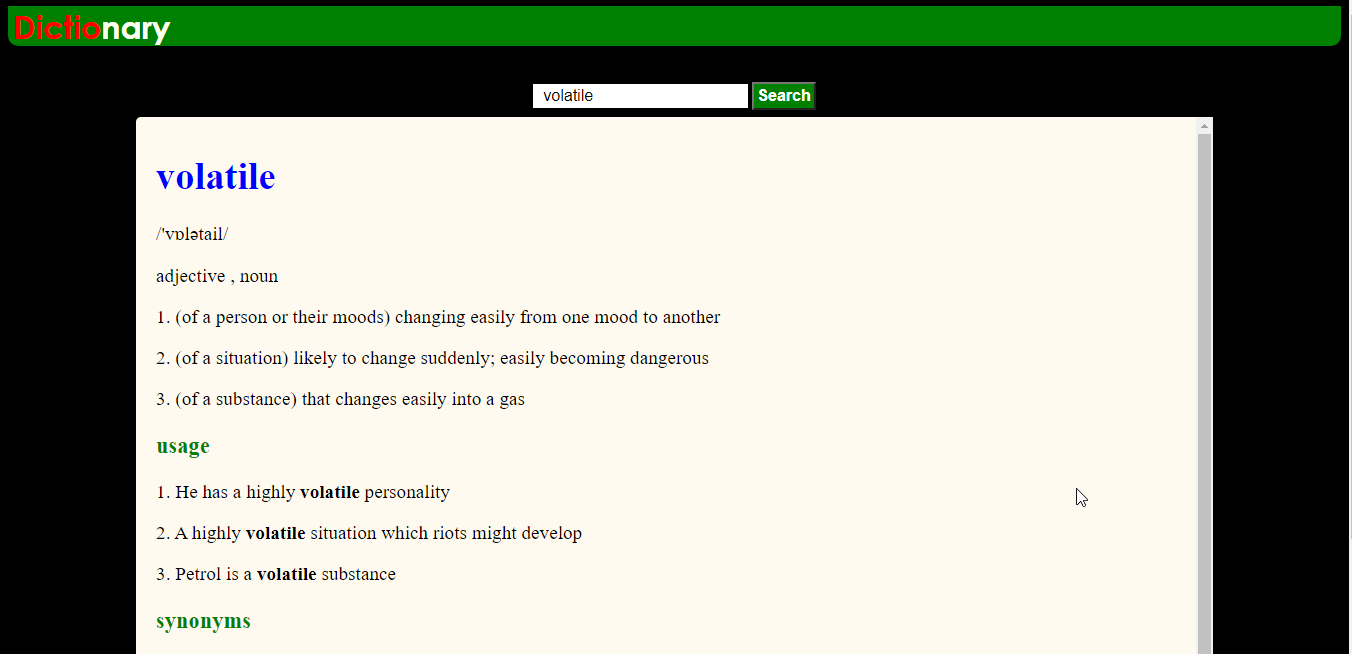 Dictionary
volatile Search
volatile
/'vɒlətail/
adjective , noun
1. (of a person or their moods) changing easily from one mood to another
2. (of a situation) likely to change suddenly; easily becoming dangerous
3. (of a substance) that changes easily into a gas
usage
1. He has a highly volatile personality
2. A highly volatile situation which riots might develop
3. Petrol is a volatile substance
synonyms